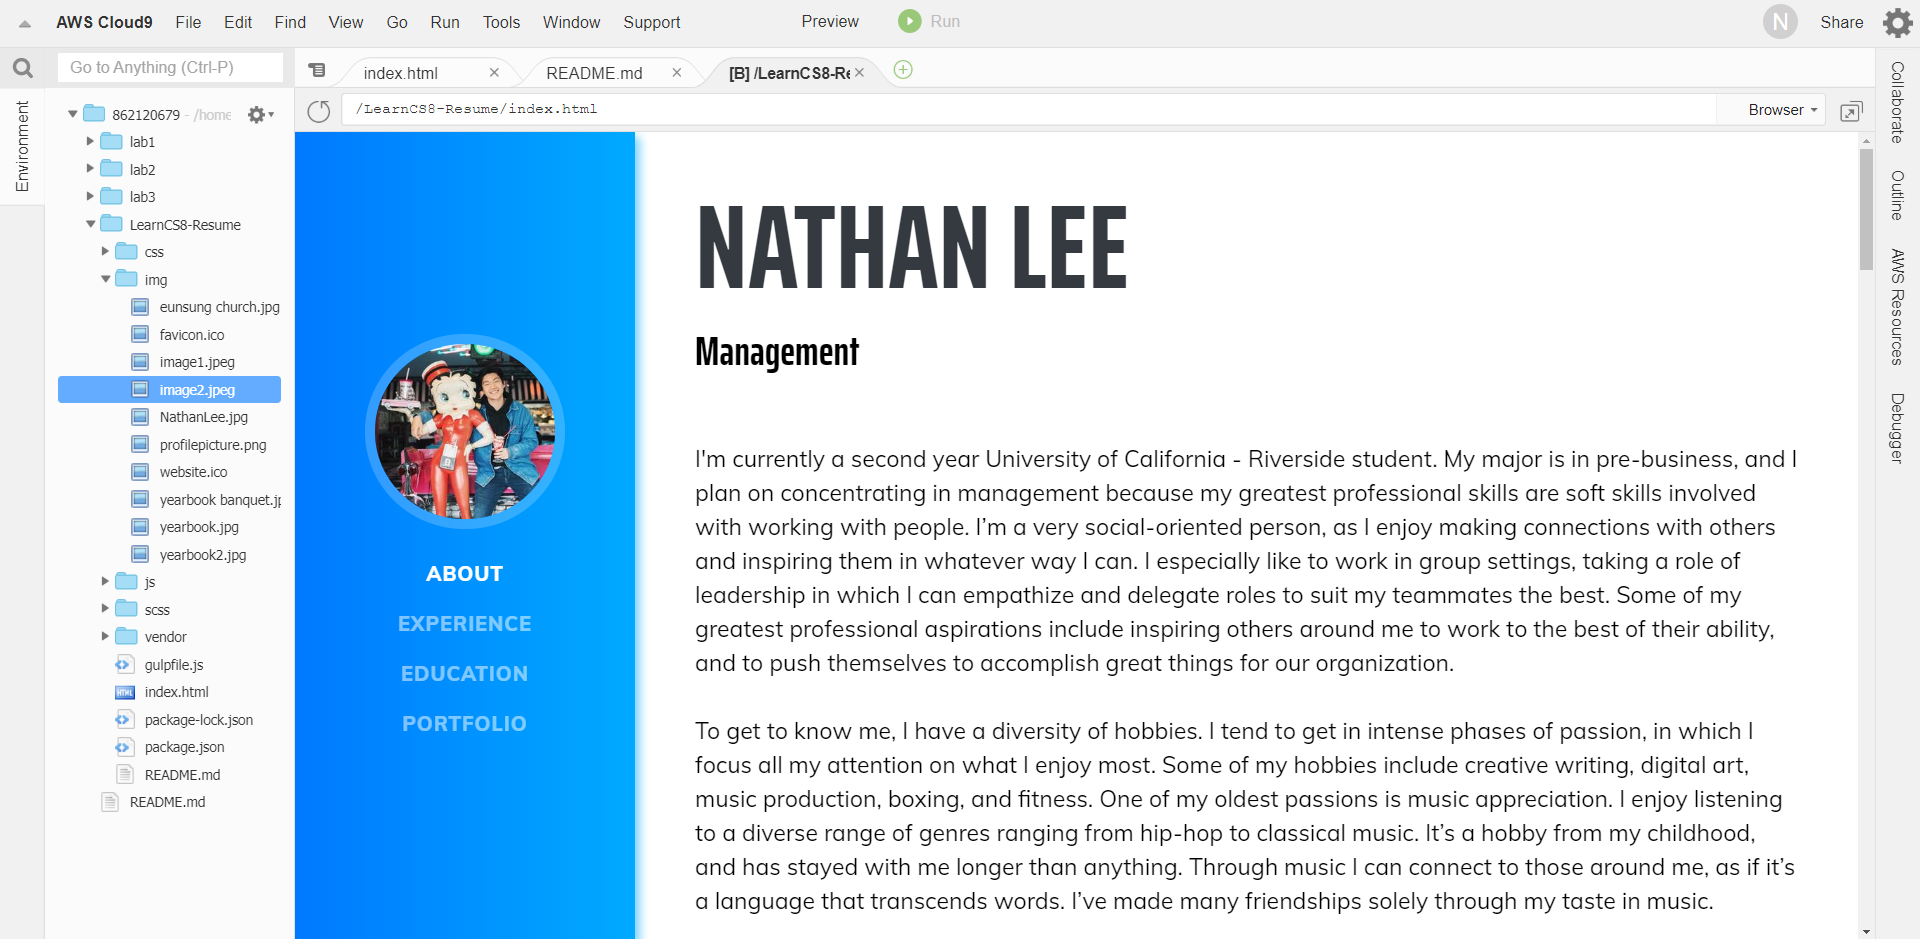 AWS Cloud9 File Edit Find View Go Run Tools Window Support Preview Run N Share
Go to Anything (Ctrl-P)
index.html
README.md
[B] /LearnCS8-Re
/LearnCS8-Resume/index.html
Browser
Environment
862120679 - /home
lab1
lab2
lab3
LearnCS8-Resume
css
img
eunsung church.jpg
favicon.ico
image1.jpeg
image2.jpeg
NathanLee.jpg
profilepicture.png
website.ico
yearbook banquet.jp
yearbook.jpg
yearbook2.jpg
js
scss
vendor
gulpfile.js
index.html
package-lock.json
package.json
README.md
README.md
ABOUT
EXPERIENCE
EDUCATION
PORTFOLIO
NATHAN LEE
Management
I'm currently a second year University of California - Riverside student. My major is in pre-business, and I
plan on concentrating in management because my greatest professional skills are soft skills involved
with working with people. I’m a very social-oriented person, as I enjoy making connections with others
and inspiring them in whatever way I can. I especially like to work in group settings, taking a role of
leadership in which I can empathize and delegate roles to suit my teammates the best. Some of my
greatest professional aspirations include inspiring others around me to work to the best of their ability,
and to push themselves to accomplish great things for our organization.
To get to know me, I have a diversity of hobbies. I tend to get in intense phases of passion, in which I
focus all my attention on what I enjoy most. Some of my hobbies include creative writing, digital art,
music production, boxing, and fitness. One of my oldest passions is music appreciation. I enjoy listening
to a diverse range of genres ranging from hip-hop to classical music. It’s a hobby from my childhood,
and has stayed with me longer than anything. Through music I can connect to those around me, as if it’s
a language that transcends words. I’ve made many friendships solely through my taste in music.
Collaborate
Outline
AWS Resources
Debugger